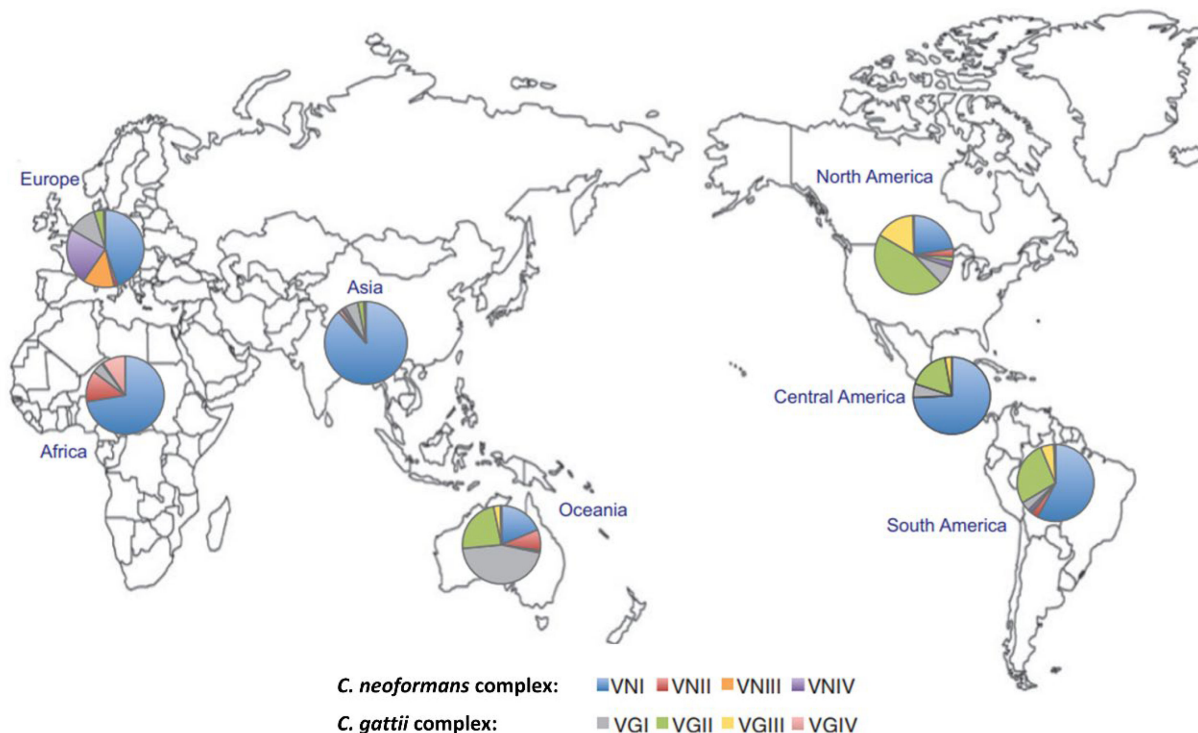 Europe
North America
Asia
Central America
Africa
Oceania
South America
C. neoformans complex: VNI VNII VNIII VNIV
C. gattii complex: VGI VGII VGIII VGIV